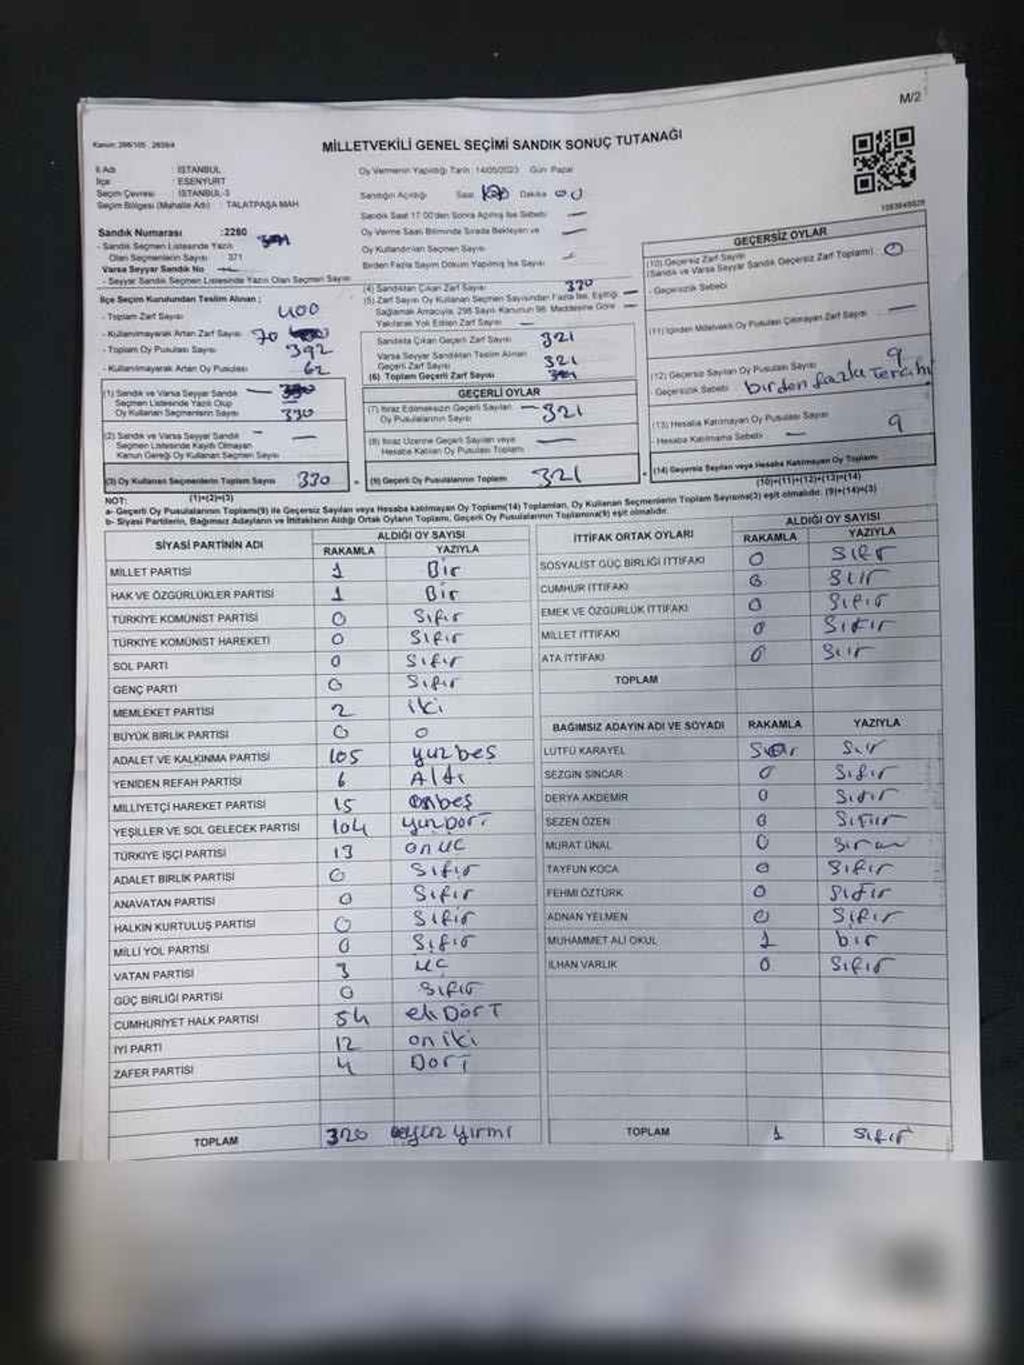 M/2
MİLLETVEKİLİ GENEL SEÇİMİ SANDIK SONUÇ TUTANAĞI
İl Adı : İSTANBUL
İlçe : ESENYURT
Seçim Çevresi : İSTANBUL-3
Seçim Bölgesi (Mahalle Adı) : TALATPAŞA MAH
Sandık Numarası :2280
- Sandık Seçmen Listesinde Yazılı
Olan Seçmenlerin Sayısı 371
Varsa Seyyar Sandık No —
- Seyyar Sandık Seçmen Listesinde Yazılı Olan Seçmen Sayısı
Oy Vermenin Yapıldığı Tarih : 14/05/2023 Gün Pazar
Sandığın Açıldığı Saat Dakika
Sandık Saat 17:00'den Sonra Açılmış İse Sebebi —
Oy Verme Saati Bitiminde Sırada Bekleyen ve —
Oy Kullandırılan Seçmen Sayısı
Birden Fazla Sayım Döküm Yapılmış İse Sayısı
İlçe Seçim Kurulundan Teslim Alınan ;
- Toplam Zarf Sayısı 400
- Kullanılmayarak Artan Zarf Sayısı 70
- Toplam Oy Pusulası Sayısı 392
- Kullanılmayarak Artan Oy Pusulası 62
(1) Sandık ve Varsa Seyyar Sandık
Seçmen Listesinde Yazılı Olup
Oy Kullanan Seçmenlerin Sayısı 330
(2) Sandık ve Varsa Seyyar Sandık —
Seçmen Listesinde Kayıtlı Olmayan
Kanun Gereği Oy Kullanan Seçmen Sayısı
(3) Oy Kullanan Seçmenlerin Toplam Sayısı 330
(1)+(2)=(3)
(4) Sandıktan Çıkan Zarf Sayısı 330
(5) Zarf Sayısı Oy Kullanan Seçmen Sayısından Fazla İse, Eşitliği —
Sağlamak Amacıyla, 298 Sayılı Kanunun 98. Maddesine Göre —
Yakılarak Yok Edilen Zarf Sayısı —
Sandıkta Çıkan Geçerli Zarf Sayısı 321
Varsa Seyyar Sandıktan Teslim Alınan
Geçerli Zarf Sayısı 321
(6) Toplam Geçerli Zarf Sayısı
GEÇERLİ OYLAR
(7) İtiraz Edilmeksizin Geçerli Sayılan
Oy Pusulalarının Sayısı — 321
(8) İtiraz Üzerine Geçerli Sayılan veya —
Hesaba Katılan Oy Pusulası Toplamı
(9) Geçerli Oy Pusulalarının Toplamı 321
GEÇERSİZ OYLAR
(10) Geçersiz Zarf Sayısı
(Sandık ve Varsa Seyyar Sandık Geçersiz Zarf Toplamı) 0
- Geçersizlik Sebebi
(11) İçinden Milletvekili Oy Pusulası Çıkmayan Zarf Sayısı —
(12) Geçersiz Sayılan Oy Pusulası Sayısı 9
- Geçersizlik Sebebi birden fazla Tercih
(13) Hesaba Katılmayan Oy Pusulası Sayısı
- Hesaba Katılmama Sebebi — 9
(14) Geçersiz Sayılan veya Hesaba Katılmayan Oy Toplamı
(10)+(11)+(12)+(13)=(14)
NOT:
a- Geçerli Oy Pusulalarının Toplamı(9) ile Geçersiz Sayılan veya Hesaba katılmayan Oy Toplamı(14) Toplamları, Oy Kullanan Seçmenlerin Toplam Sayısına(3) eşit olmalıdır. (9)+(14)=(3)
b- Siyasi Partilerin, Bağımsız Adayların ve İttifakların Aldığı Ortak Oyların Toplamı, Geçerli Oy Pusulalarının Toplamına(9) eşit olmalıdır.
SİYASİ PARTİNİN ADI ALDIĞI OY SAYISI
RAKAMLA YAZIYLA
MİLLET PARTİSİ 1 Bir
HAK VE ÖZGÜRLÜKLER PARTİSİ 1 Bir
TÜRKİYE KOMÜNİST PARTİSİ 0 Sıfır
TÜRKİYE KOMÜNİST HAREKETİ 0 Sıfır
SOL PARTİ 0 Sıfır
GENÇ PARTİ 0 Sıfır
MEMLEKET PARTİSİ 2 iki
BÜYÜK BİRLİK PARTİSİ 0 0
ADALET VE KALKINMA PARTİSİ 105 yuzbeş
YENİDEN REFAH PARTİSİ 6 Altı
MİLLİYETÇİ HAREKET PARTİSİ 15 onbeş
YEŞİLLER VE SOL GELECEK PARTİSİ 104 yuzDort
TÜRKİYE İŞÇİ PARTİSİ 13 onuc
ADALET BİRLİK PARTİSİ 0 Sıfır
ANAVATAN PARTİSİ 0 Sıfır
HALKIN KURTULUŞ PARTİSİ 0 Sıfır
MİLLİ YOL PARTİSİ 0 Sıfır
VATAN PARTİSİ 3 uc
GÜÇ BİRLİĞİ PARTİSİ 0 Sıfır
CUMHURİYET HALK PARTİSİ 54 eliDört
İYİ PARTİ 12 on iki
ZAFER PARTİSİ 4 Dort
TOPLAM 320 yirmi
İTTİFAK ORTAK OYLARI ALDIĞI OY SAYISI
RAKAMLA YAZIYLA
SOSYALİST GÜÇ BİRLİĞİ İTTİFAKI 0 Sıfır
CUMHUR İTTİFAKI 0
EMEK VE ÖZGÜRLÜK İTTİFAKI 0 Sıfır
MİLLET İTTİFAKI 0 Sıfır
ATA İTTİFAKI 0
TOPLAM
BAĞIMSIZ ADAYIN ADI VE SOYADI RAKAMLA YAZIYLA
LÜTFÜ KARAYEL
SEZGİN SİNCAR 0 Sıfır
DERYA AKDEMİR 0 Sıfır
SEZEN ÖZEN 0 Sıfır
MURAT ÜNAL 0
TAYFUN KOCA 0 Sıfır
FEHMİ ÖZTÜRK 0 Sıfır
ADNAN YELMEN 0 Sıfır
MUHAMMET ALİ OKUL 1 bir
İLHAN VARLIK 0 Sıfır
TOPLAM 1 Sıfır